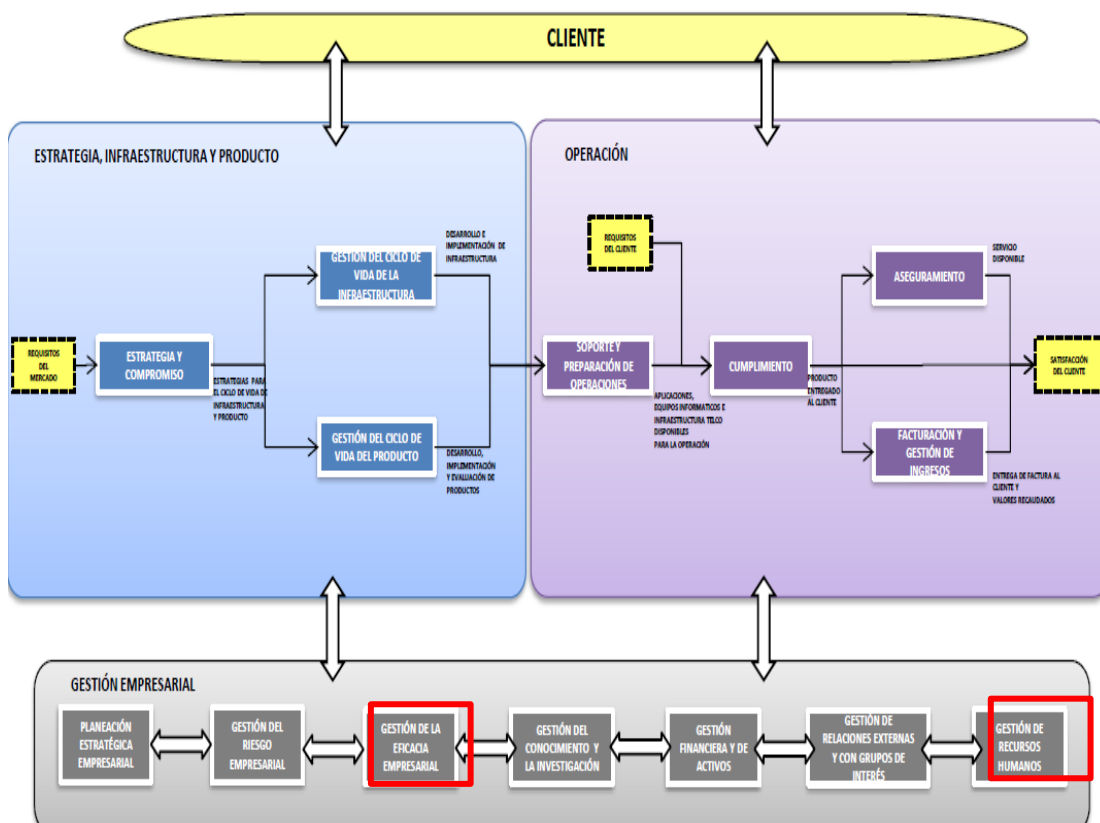 CLIENTE
ESTRATEGIA, INFRAESTRUCTURA Y PRODUCTO
REQUISITOS
DEL
MERCADO
ESTRATEGIA Y
COMPROMISO
ESTRATEGIAS PARA
EL CICLO DE VIDA DE
INFRAESTRUCTURA
Y PRODUCTO
GESTIÓN DEL CICLO DE
VIDA DE LA
INFRAESTRUCTURA
DESARROLLO E
IMPLEMENTACIÓN DE
INFRAESTRUCTURA
GESTIÓN DEL CICLO DE
VIDA DEL PRODUCTO
DESARROLLO,
IMPLEMENTACIÓN
Y EVALUACIÓN DE
PRODUCTOS
OPERACIÓN
REQUISITOS
DEL CLIENTE
SOPORTE Y
PREPARACIÓN DE
OPERACIONES
APLICACIONES,
EQUIPOS INFORMATICOS E
INFRAESTRUCTURA TELCO
DISPONIBLES
PARA LA OPERACIÓN
CUMPLIMIENTO
PRODUCTO
ENTREGADO
AL CLIENTE
ASEGURAMIENTO
SERVICIO
DISPONIBLE
FACTURACIÓN Y
GESTIÓN DE
INGRESOS
ENTREGA DE FACTURA AL
CLIENTE Y
VALORES RECAUDADOS
SATISFACCIÓN
DEL CLIENTE
GESTIÓN EMPRESARIAL
PLANEACIÓN
ESTRATÉGICA
EMPRESARIAL
GESTIÓN DEL
RIESGO
EMPRESARIAL
GESTIÓN DE LA
EFICACIA
EMPRESARIAL
GESTIÓN DEL
CONOCIMIENTO Y
LA INVESTIGACIÓN
GESTIÓN
FINANCIERA Y DE
ACTIVOS
GESTIÓN DE
RELACIONES EXTERNAS
Y CON GRUPOS DE
INTERÉS
GESTIÓN DE
RECURSOS
HUMANOS